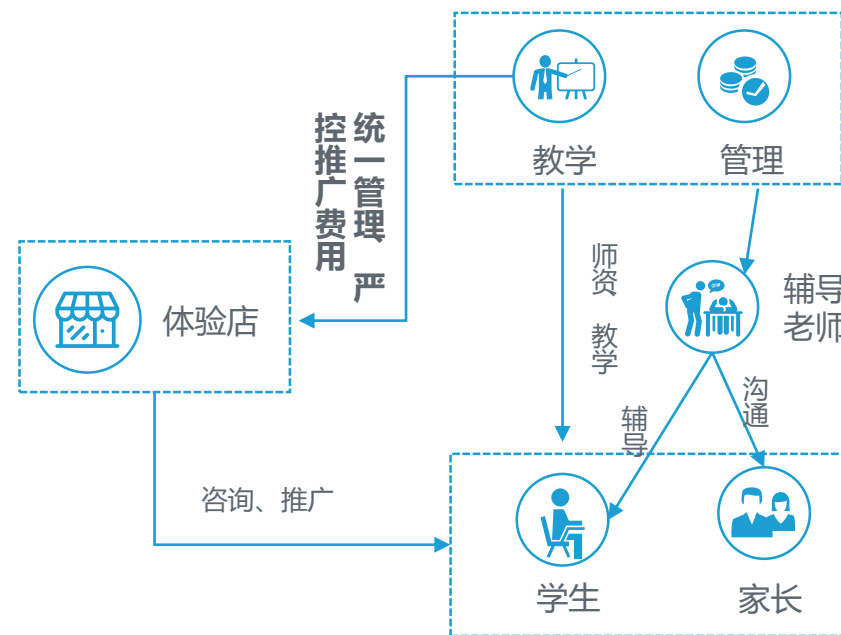 教学
管理
统一管理、严
控推广费用
师资、教学
辅导
老师
体验店
辅导
沟通
咨询、推广
学生
家长